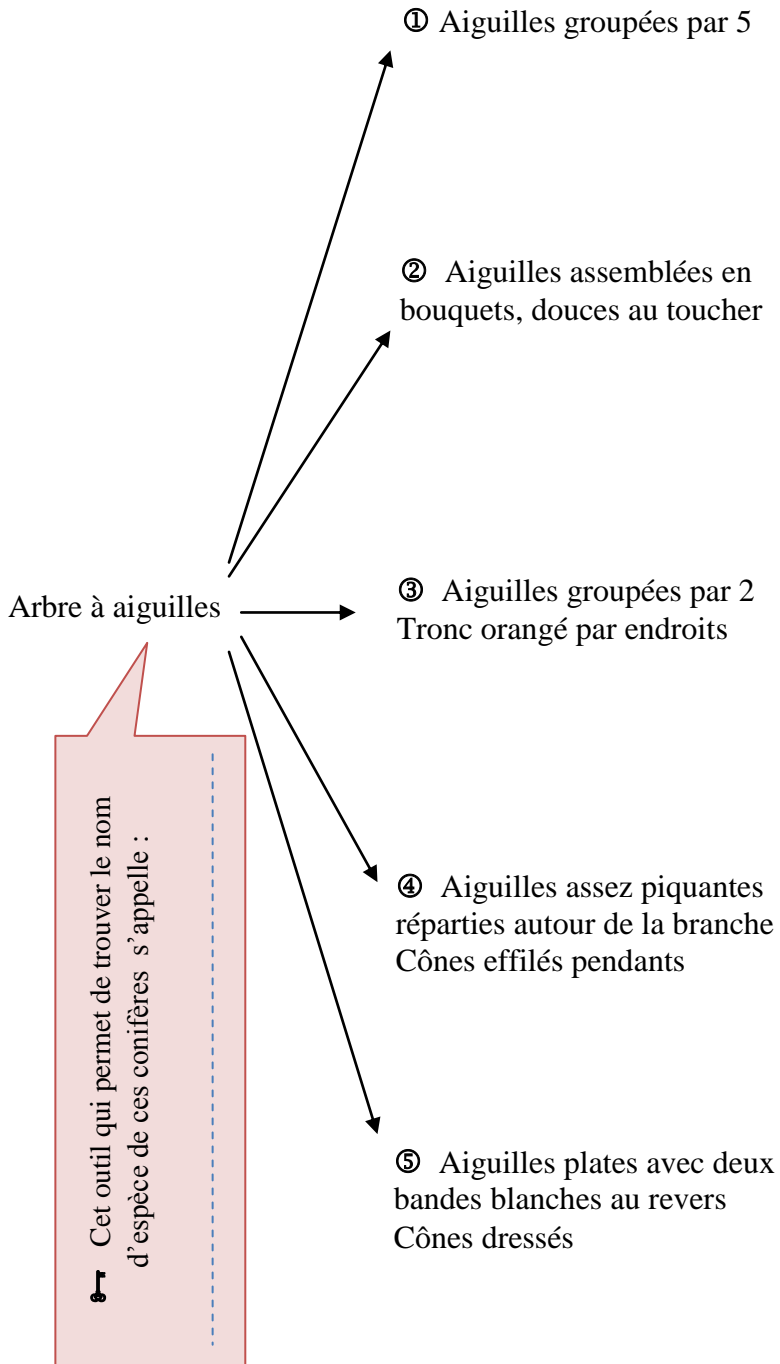 ① Aiguilles groupées par 5
② Aiguilles assemblées en
bouquets, douces au toucher
Arbre à aiguilles
③ Aiguilles groupées par 2
Tronc orangé par endroits
④ Aiguilles assez piquantes
réparties autour de la branche
Cônes effilés pendants
⑤ Aiguilles plates avec deux
bandes blanches au revers
Cônes dressés
Cet outil qui permet de trouver le nom
d’espèce de ces conifères s’appelle :